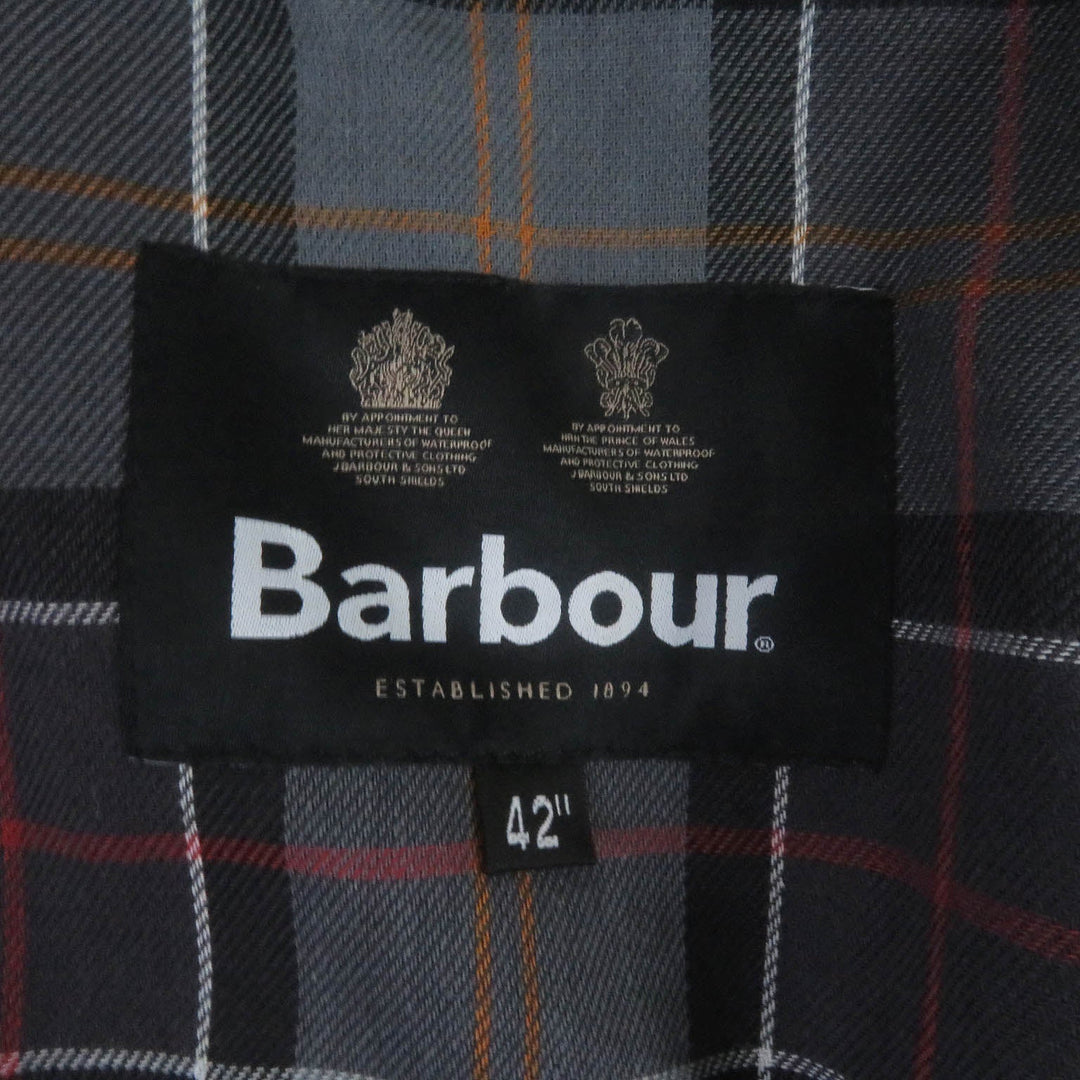 BY APPOINTMENT TO
HER MAJESTY THE QUEEN
MANUFACTURERS OF WATERPROOF
AND PROTECTIVE CLOTHING
J BARBOUR & SONS LTD
SOUTH SHIELDS
BY APPOINTMENT TO
HRH THE PRINCE OF WALES
MANUFACTURERS OF WATERPROOF
AND PROTECTIVE CLOTHING
J BARBOUR & SONS LTD
SOUTH SHIELDS
Barbour®
ESTABLISHED 1894
42"